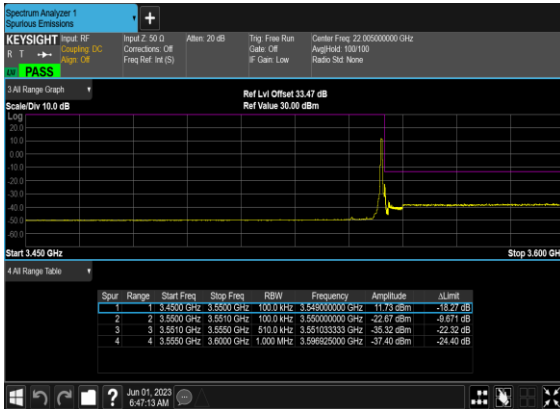 Spectrum Analyzer 1
Spurious Emissions
+
KEYSIGHT Input: RF Input Z: 50 Ω Atten: 20 dB Trig: Free Run Center Freq: 22.005000000 GHz
R T Coupling: DC Corrections: Off Gate: Off Avg|Hold: 100/100
Align: Off Freq Ref: Int (S) IF Gain: Low Radio Std: None
PASS
3 All Range Graph
Ref Lvl Offset 33.47 dB
Scale/Div 10.0 dB Ref Value 30.00 dBm
Log
20.0
10.0
0.00
-10.0
-20.0
-30.0
-40.0
-50.0
-60.0
Start 3.450 GHz Stop 3.600 GH
4 All Range Table
Spur Range Start Freq Stop Freq RBW Frequency Amplitude ΔLimit
1 1 3.4500 GHz 3.5500 GHz 100.0 kHz 3.549000000 GHz 11.73 dBm -18.27 dB
2 2 3.5500 GHz 3.5510 GHz 100.0 kHz 3.550000000 GHz -22.67 dBm -9.671 dB
3 3 3.5510 GHz 3.5550 GHz 510.0 kHz 3.551033333 GHz -35.32 dBm -22.32 dB
4 4 3.5550 GHz 3.6000 GHz 1.000 MHz 3.596925000 GHz -37.40 dBm -24.40 dB
?
Jun 01, 2023
6:47:13 AM